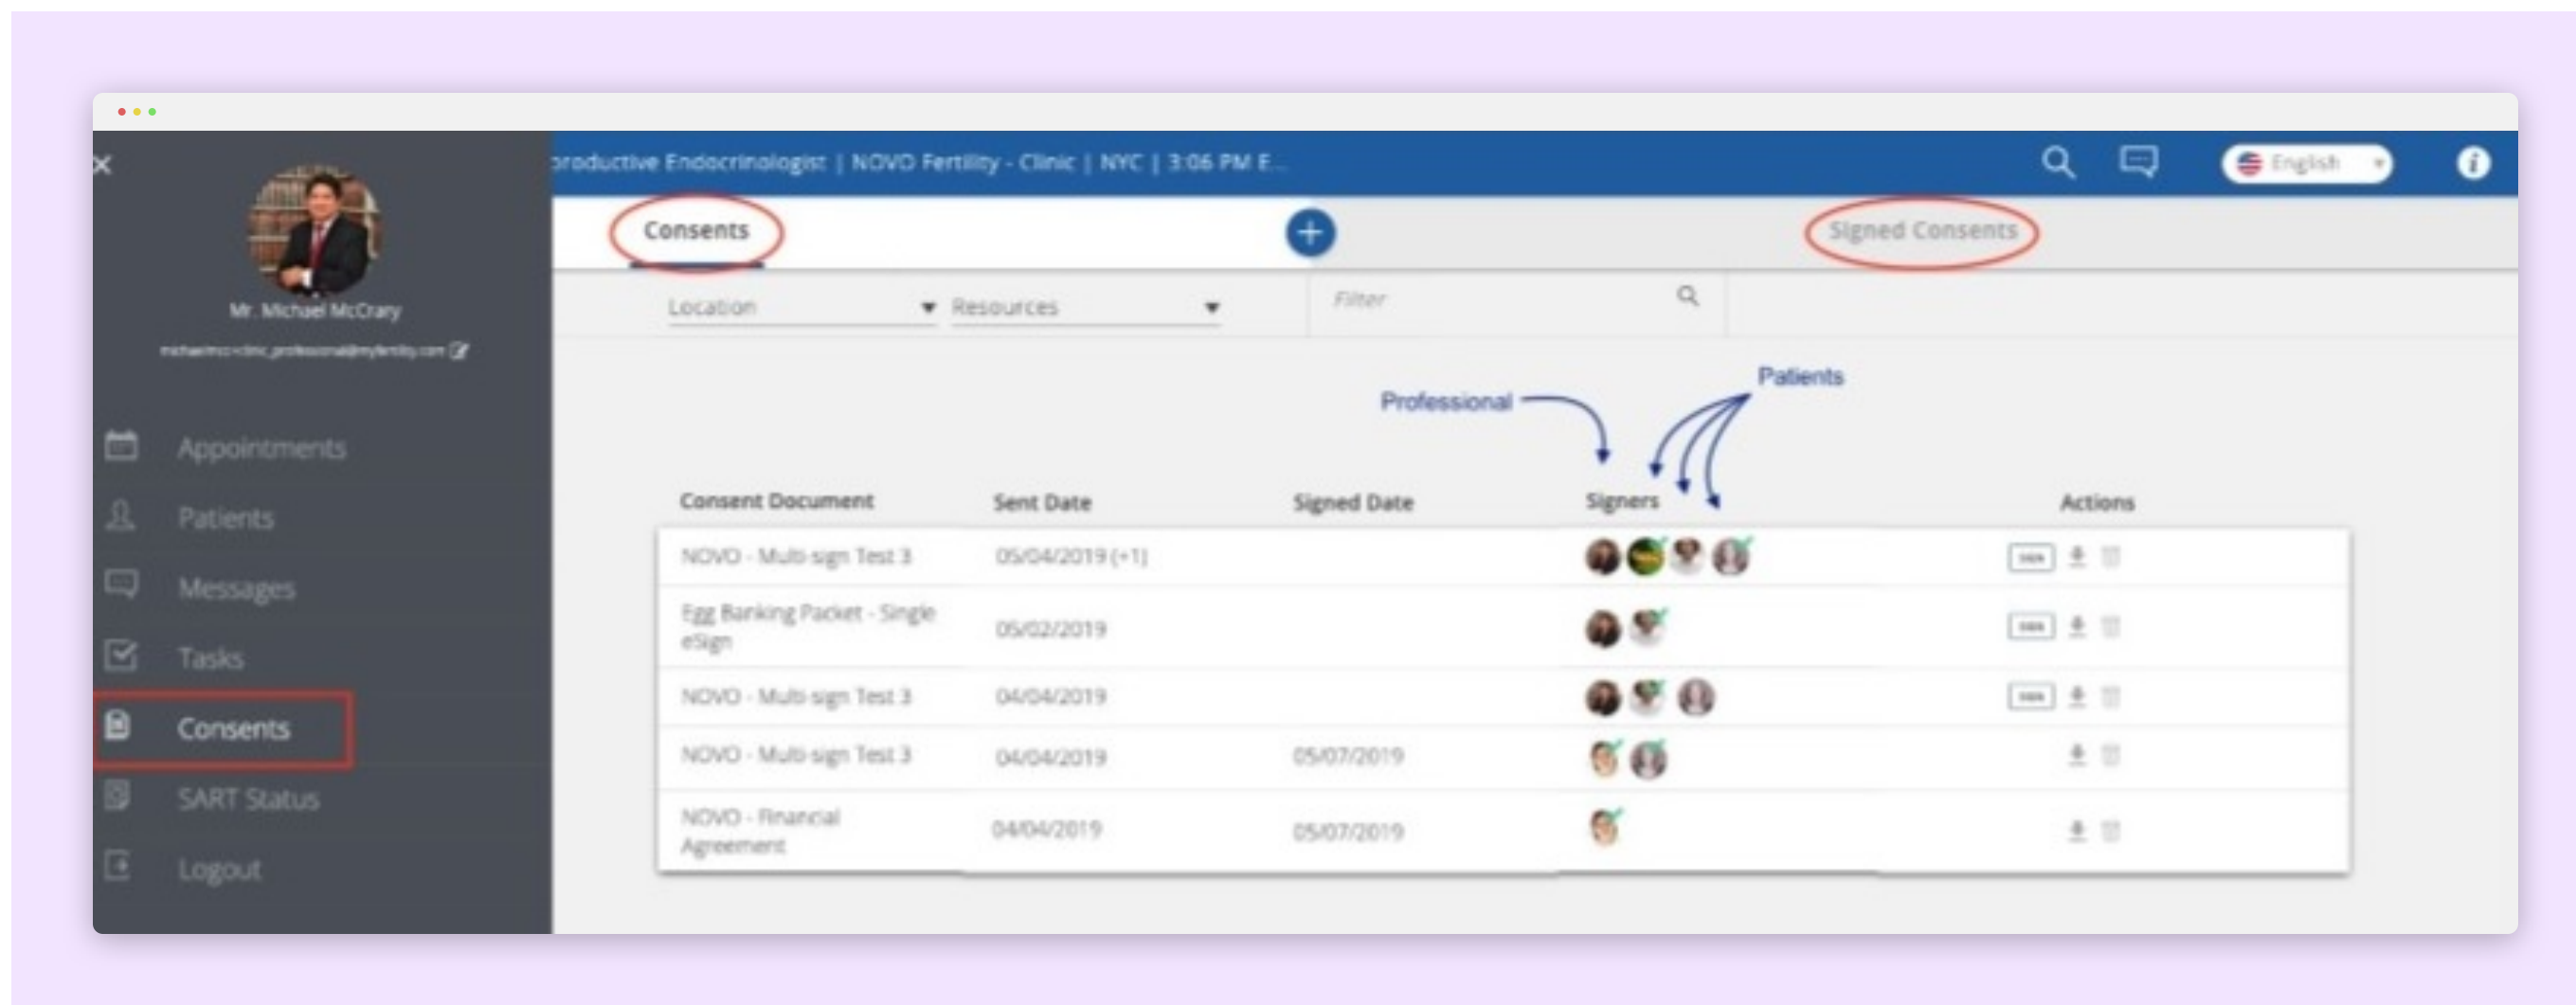 productive Endocrinologist | NOVO Fertility - Clinic | NYC | 3:06 PM E...
English
Mr. Michael McCrary
Appointments
Patients
Messages
Tasks
Consents
SART Status
Logout
Consents
Signed Consents
Location
Resources
Filter
Professional
Patients
Consent Document Sent Date Signed Date Signers Actions
NOVO - Multi-sign Test 3 05/04/2019 (+1)
Egg Banking Packet - Single
eSign
05/02/2019
NOVO - Multi-sign Test 3 04/04/2019
NOVO - Multi-sign Test 3 04/04/2019 05/07/2019
NOVO - Financial
Agreement
04/04/2019 05/07/2019